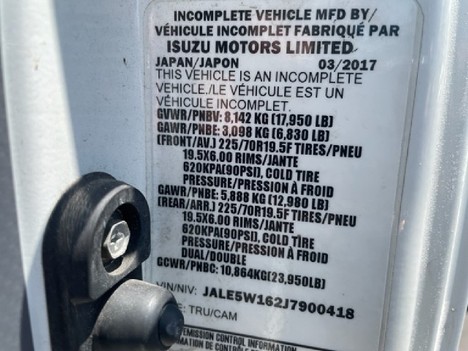 INCOMPLETE VEHICLE MFD BY/
VÉHICULE INCOMPLET FABRIQUÉ PAR
ISUZU MOTORS LIMITED
JAPAN/JAPON 03/2017
THIS VEHICLE IS AN INCOMPLETE
VEHICLE./LE VÉHICULE EST UN
VÉHICULE INCOMPLET.
GVWR/PNBV: 8,142 KG (17,950 LB)
GAWR/PNBE: 3,098 KG (6,830 LB)
(FRONT/AV.) 225/70R19.5F TIRES/PNEU
19.5X6.00 RIMS/JANTE
620KPA(90PSI), COLD TIRE
PRESSURE/PRESSION À FROID
GAWR/PNBE: 5,888 KG (12,980 LB)
(REAR/ARR.) 225/70R19.5F TIRES/PNEU
19.5X6.00 RIMS/JANTE
620KPA(90PSI), COLD TIRE
PRESSURE/PRESSION À FROID
DUAL/DOUBLE
GCWR/PNBC: 10,864KG(23,950LB)
VIN/NIV: JALE5W162J7900418
TRU/CAM
EMISSION CONTROL INFORMATION